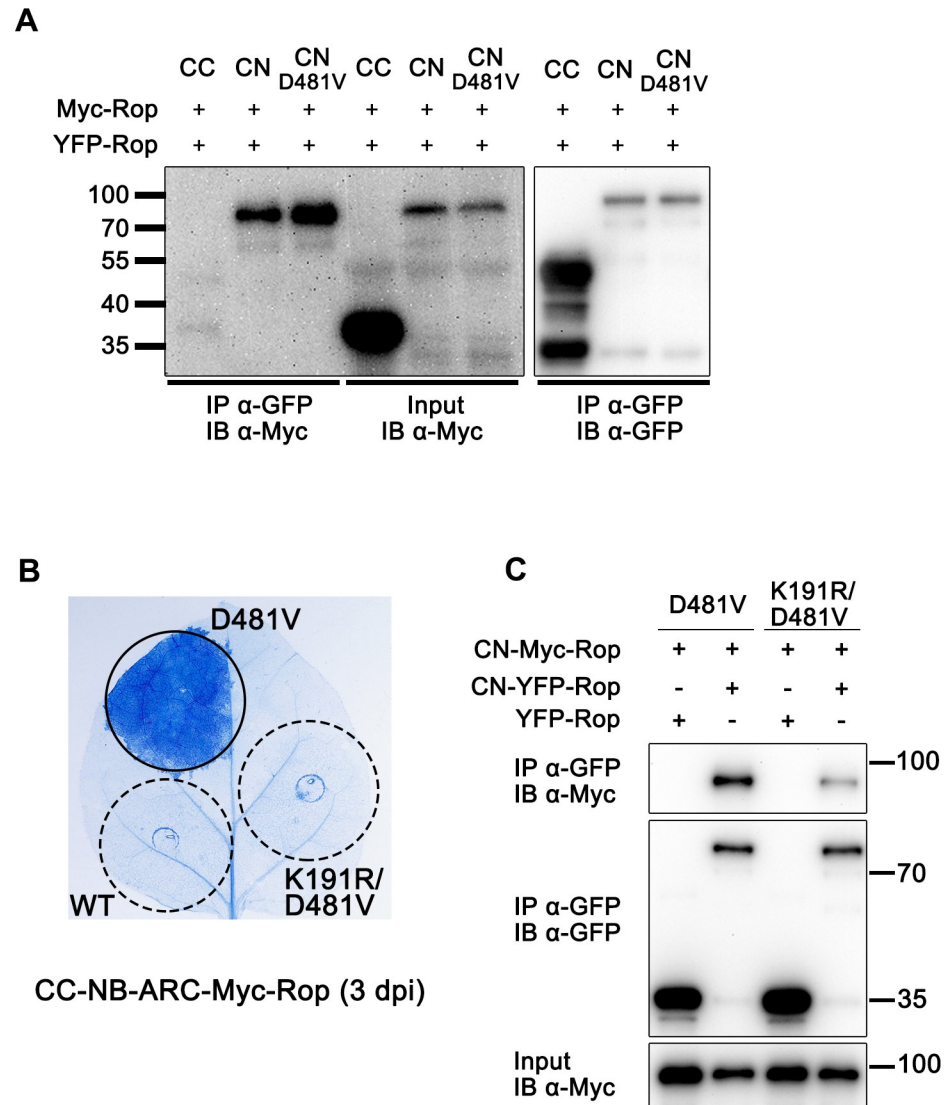 A
CC CN CN D481V CC CN CN D481V CC CN CN D481V
Myc-Rop + + + + + + + + +
YFP-Rop + + + + + + + + +
100
70
55
40
35
IP α-GFP
IB α-Myc
Input
IB α-Myc
IP α-GFP
IB α-GFP
B
D481V
WT
K191R/
D481V
CC-NB-ARC-Myc-Rop (3 dpi)
C
D481V
K191R/
D481V
CN-Myc-Rop + + + +
CN-YFP-Rop - + - +
YFP-Rop + - + -
IP α-GFP
IB α-Myc
100
IP α-GFP
IB α-GFP
70
35
Input
IB α-Myc
100